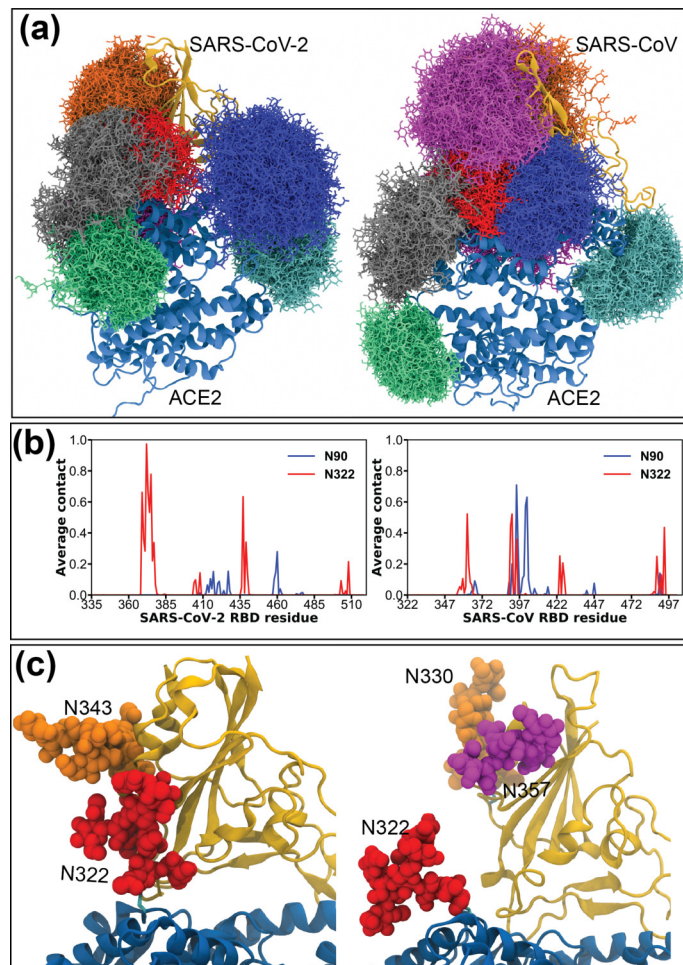 (a)
SARS-CoV-2
SARS-CoV
ACE2
ACE2
(b)
1.0
0.8
0.6
0.4
0.2
0.0
Average contact
N90
N322
335 360 385 410 435 460 485 510
SARS-CoV-2 RBD residue
1.0
0.8
0.6
0.4
0.2
0.0
Average contact
N90
N322
322 347 372 397 422 447 472 497
SARS-CoV RBD residue
(c)
N343
N322
N330
N357
N322